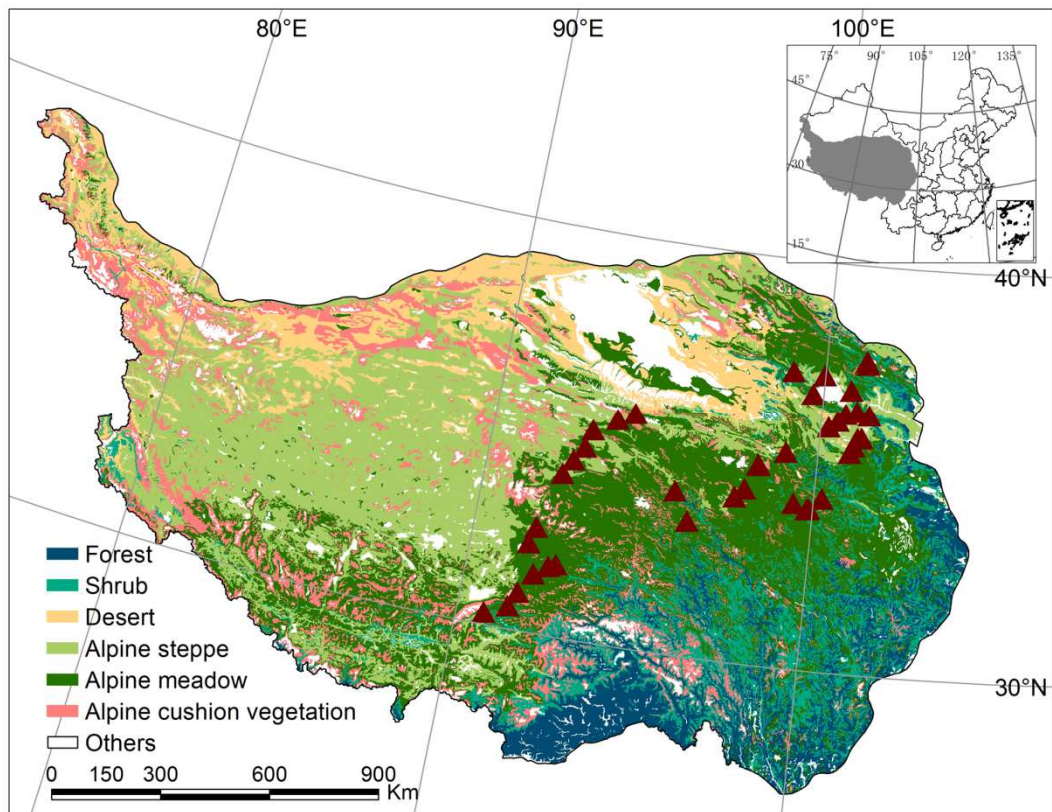 80°E
90°E
100°E
75° 90° 105° 120° 135°
45°
30
15°
40°N
30°N
Forest
Shrub
Desert
Alpine steppe
Alpine meadow
Alpine cushion vegetation
Others
0 150 300 600 900
Km